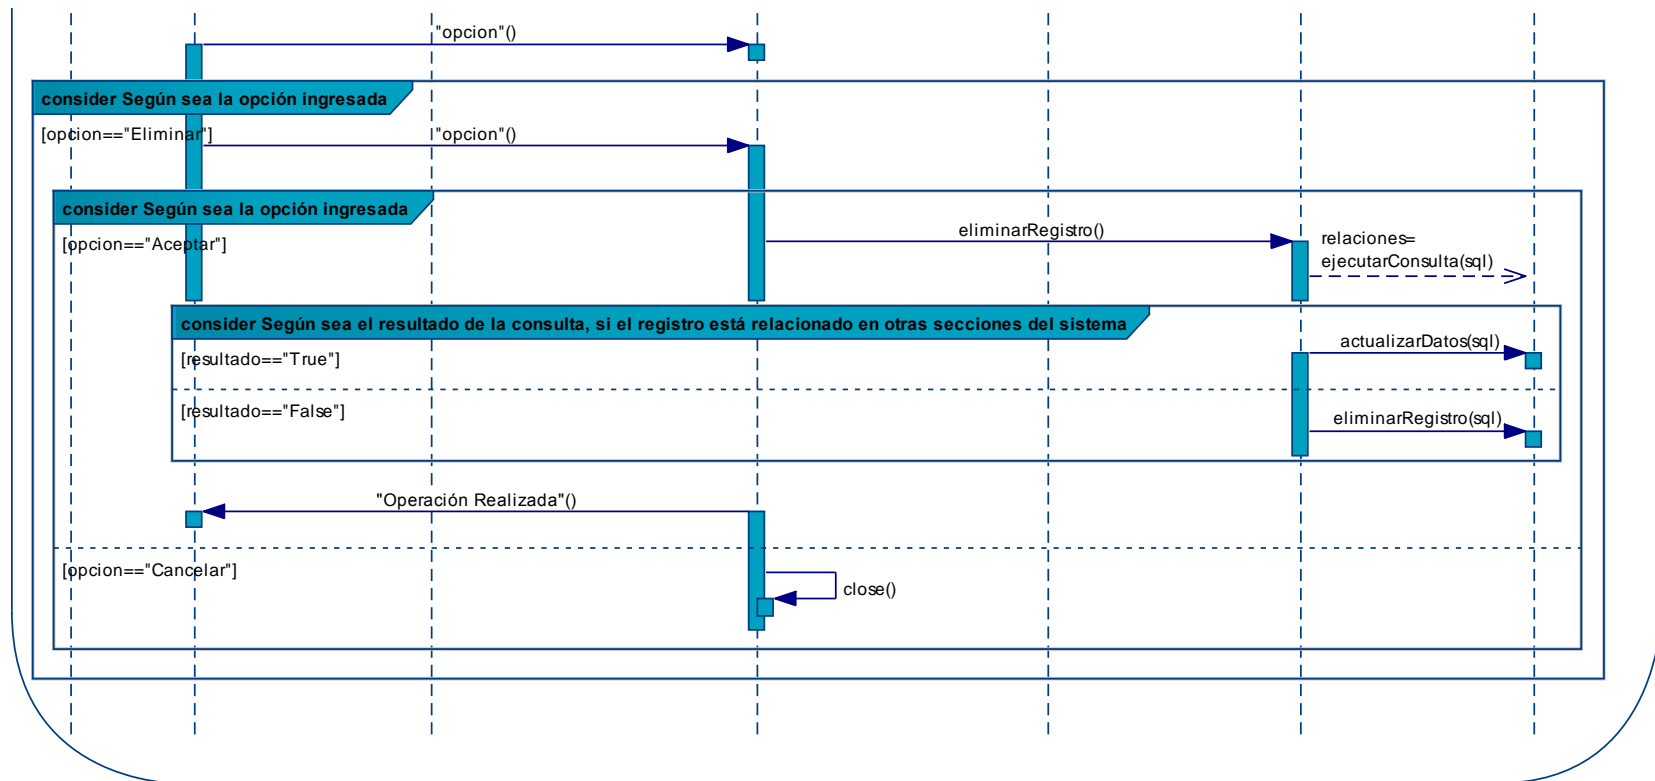 "opcion"()
consider Según sea la opción ingresada
[opcion=="Eliminar"]
"opcion"()
consider Según sea la opción ingresada
[opcion=="Aceptar"]
eliminarRegistro()
relaciones=
ejecutarConsulta(sql)
consider Según sea el resultado de la consulta, si el registro está relacionado en otras secciones del sistema
[resultado=="True"]
actualizarDatos(sql)
[resultado=="False"]
eliminarRegistro(sql)
"Operación Realizada"()
[opcion=="Cancelar"]
close()